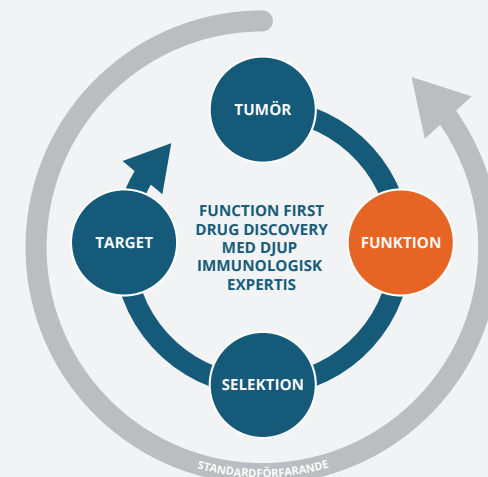 TUMÖR
FUNCTION FIRST
DRUG DISCOVERY
MED DJUP
IMMUNOLOGISK
EXPERTIS
TARGET
FUNKTION
SELEKTION
STANDARDFÖRFARANDE